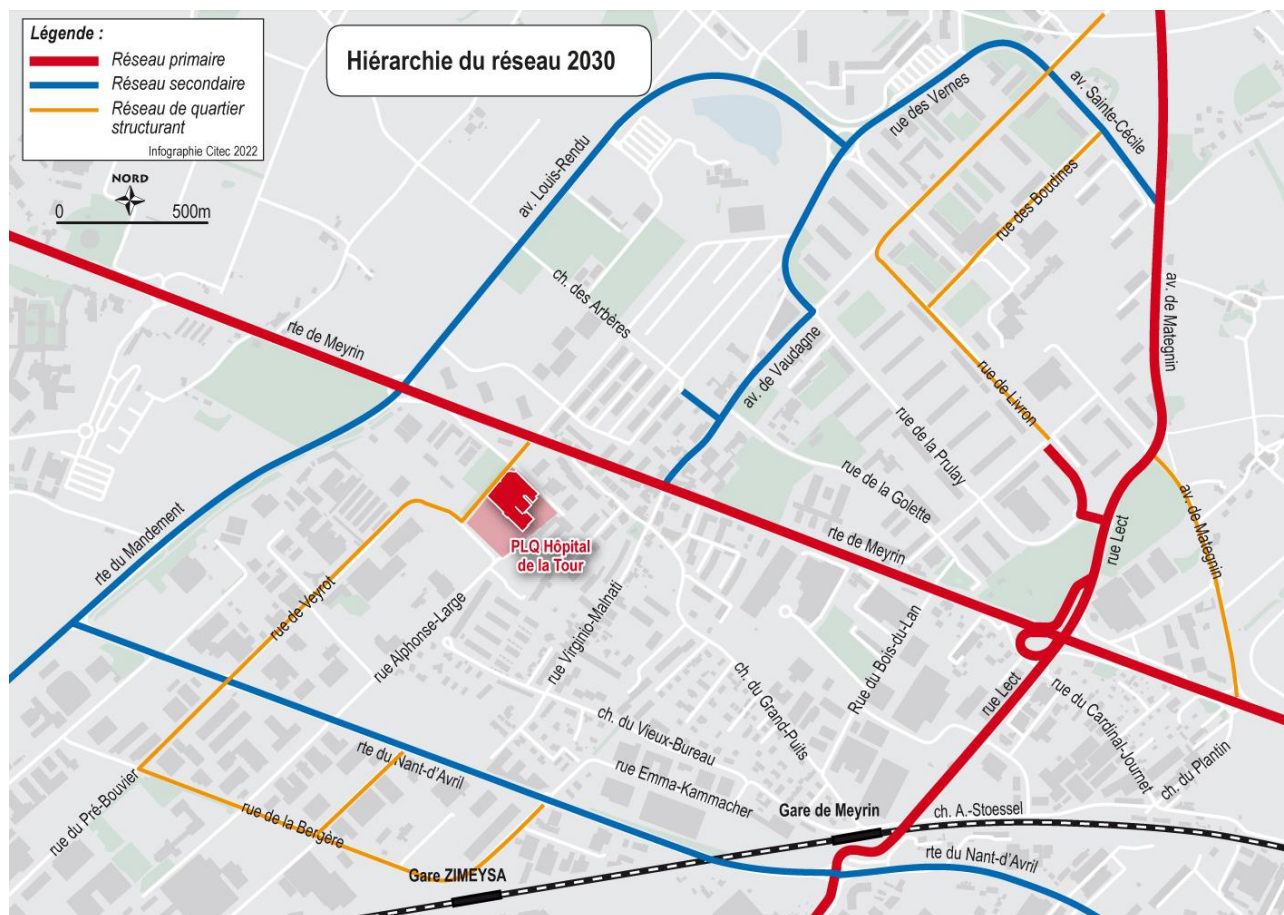 Légende :
Réseau primaire
Réseau secondaire
Réseau de quartier
structurant
Infographie Citec 2022
Hiérarchie du réseau 2030
NORD
0 500m
av. Louis-Rendu
rue des Vernes
av. Sainte-Cécile
rue des Boudines
ch. des Arbères
rte de Meyrin
av. de Vaudagne
av. de Mategnin
rue de Livron
rue de la Prulay
rue de la Golette
rte de Meyrin
rue Lect
av. de Mategnin
PLQ Hôpital
de la Tour
rte du Mandement
rue de Veyrot
rue Alphonse-Large
rue Virginio-Malnati
Rue du Bois-du-Lan
ch. du Grand-Puits
rue Lect
rue du Cardinal-Journet
ch. du Plantin
ch. du Vieux-Bureau
rue Emma-Kammacher
rte du Nant-d'Avril
rue du Pré-Bouvier
rue de la Bergère
Gare de Meyrin
ch. A.-Stoessel
rte du Nant-d'Avril
Gare ZIMEYSA